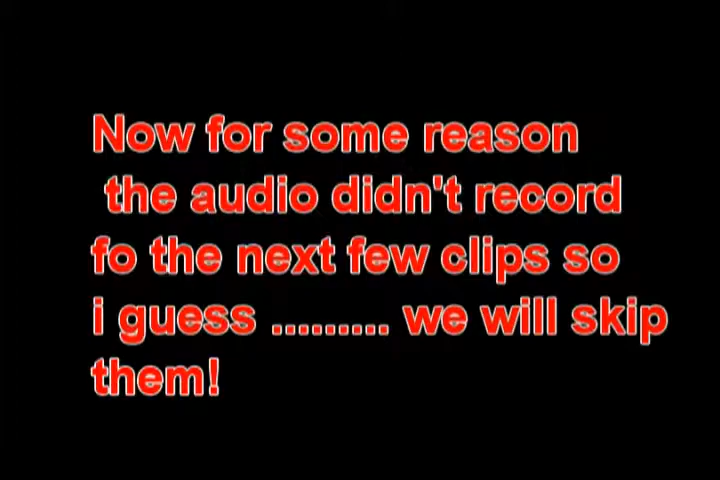 Now for some reason
the audio didn't record
fo the next few clips so
i guess ......... we will skip
them!